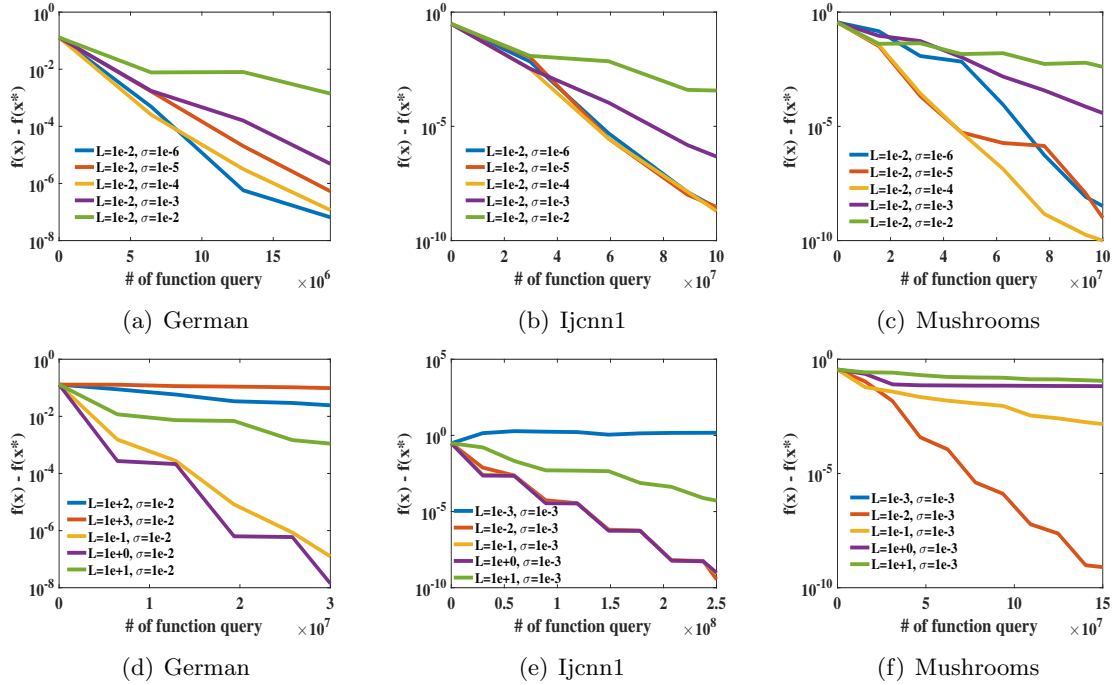 10^0
10^-2
10^-4
10^-6
10^-8
f(x) - f(x*)
L=1e-2, σ=1e-6
L=1e-2, σ=1e-5
L=1e-2, σ=1e-4
L=1e-2, σ=1e-3
L=1e-2, σ=1e-2
0 5 10 15
# of function query ×10^6
(a) German
10^0
10^-5
10^-10
f(x) - f(x*)
L=1e-2, σ=1e-6
L=1e-2, σ=1e-5
L=1e-2, σ=1e-4
L=1e-2, σ=1e-3
L=1e-2, σ=1e-2
0 2 4 6 8 10
# of function query ×10^7
(b) Ijcnn1
10^0
10^-5
10^-10
f(x) - f(x*)
L=1e-2, σ=1e-6
L=1e-2, σ=1e-5
L=1e-2, σ=1e-4
L=1e-2, σ=1e-3
L=1e-2, σ=1e-2
0 2 4 6 8 10
# of function query ×10^7
(c) Mushrooms
10^0
10^-2
10^-4
10^-6
10^-8
f(x) - f(x*)
L=1e+2, σ=1e-2
L=1e+3, σ=1e-2
L=1e-1, σ=1e-2
L=1e+0, σ=1e-2
L=1e+1, σ=1e-2
0 1 2 3
# of function query ×10^7
(d) German
10^5
10^0
10^-5
10^-10
f(x) - f(x*)
L=1e-3, σ=1e-3
L=1e-2, σ=1e-3
L=1e-1, σ=1e-3
L=1e+0, σ=1e-3
L=1e+1, σ=1e-3
0 0.5 1 1.5 2 2.5
# of function query ×10^8
(e) Ijcnn1
10^0
10^-5
10^-10
f(x) - f(x*)
L=1e-3, σ=1e-3
L=1e-2, σ=1e-3
L=1e-1, σ=1e-3
L=1e+0, σ=1e-3
L=1e+1, σ=1e-3
0 5 10 15
# of function query ×10^7
(f) Mushrooms